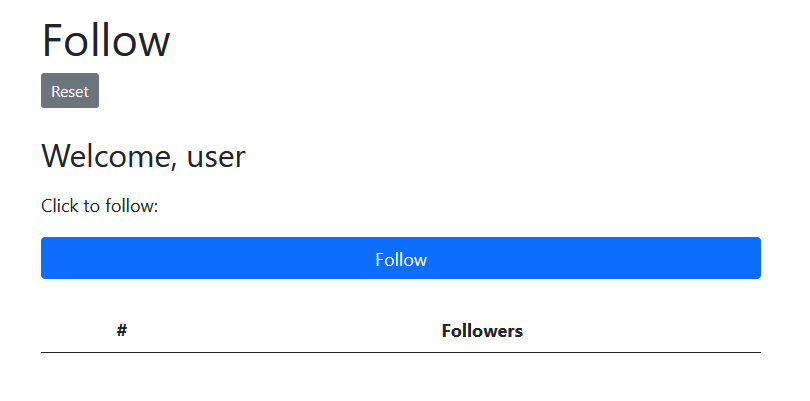 Follow
Reset
Welcome, user
Click to follow:
Follow
# Followers